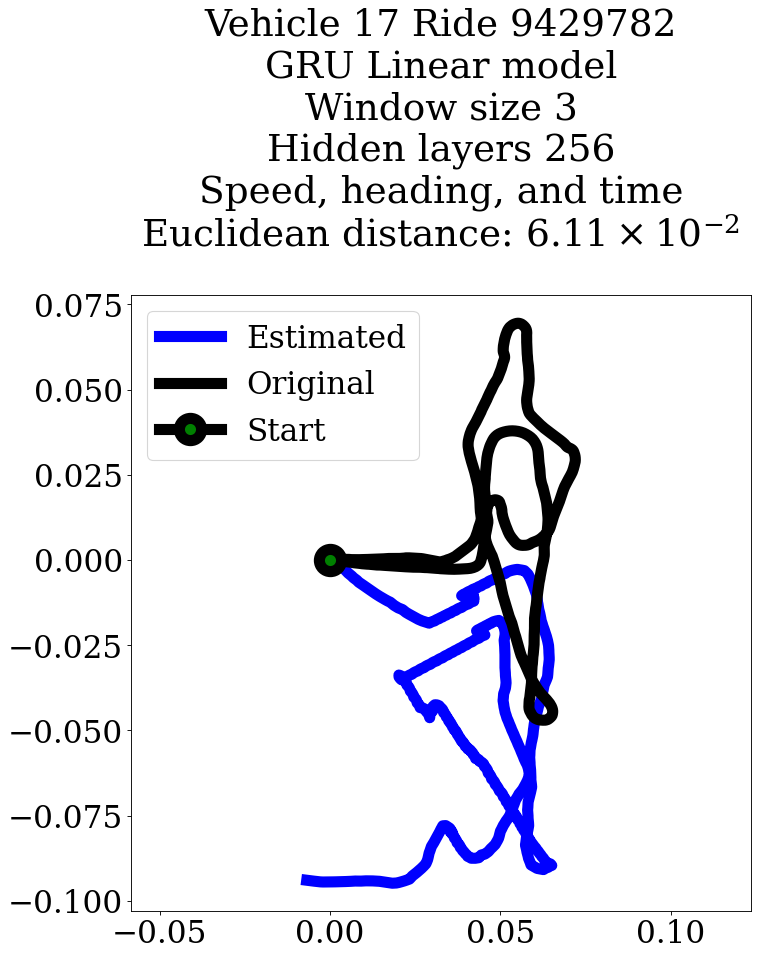 Vehicle 17 Ride 9429782
GRU Linear model
Window size 3
Hidden layers 256
Speed, heading, and time
Euclidean distance: 6.11 × 10⁻²
Estimated
Original
Start
0.075
0.050
0.025
0.000
−0.025
−0.050
−0.075
−0.100
−0.05 0.00 0.05 0.10